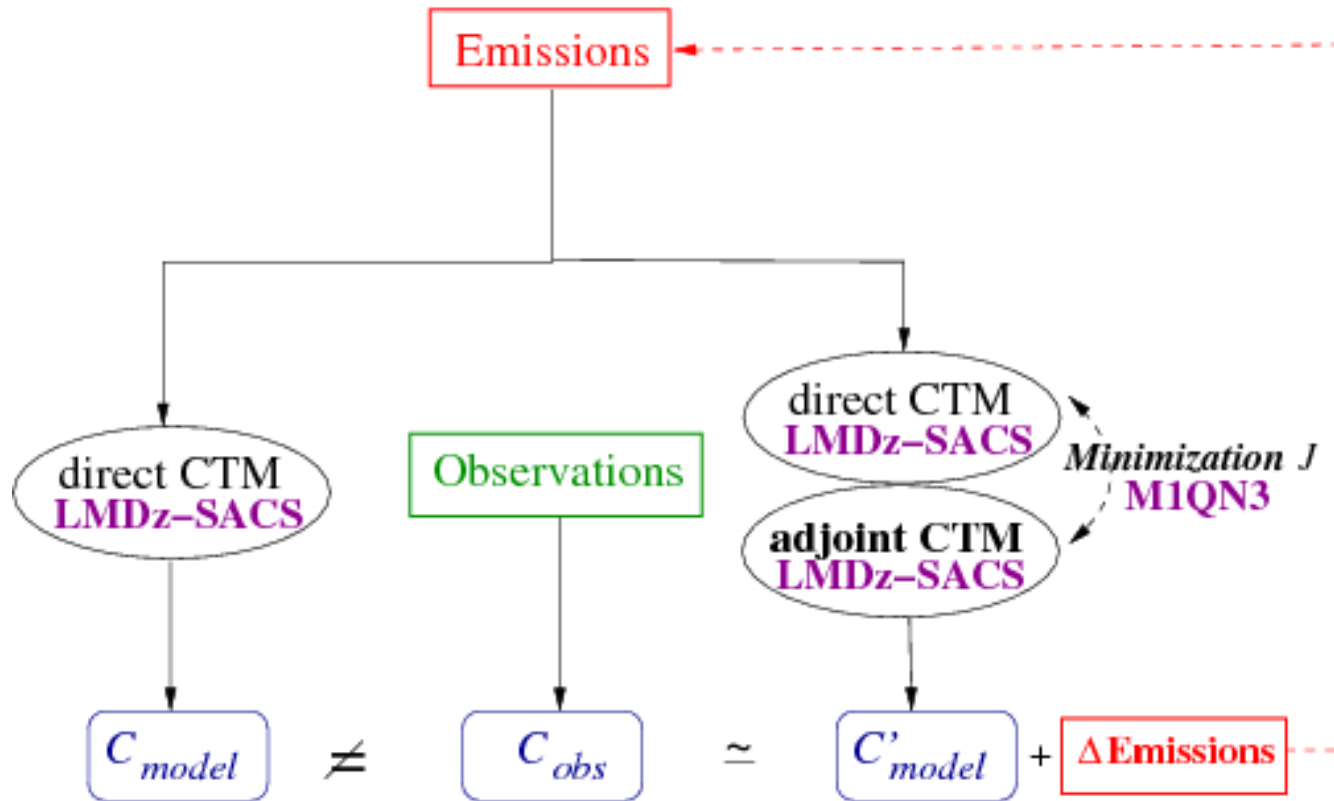 Emissions
direct CTM
LMDz-SACS
Observations
direct CTM
LMDz-SACS
adjoint CTM
LMDz-SACS
Minimization J
M1QN3
C model ≠ C obs ≃ C' model + Δ Emissions